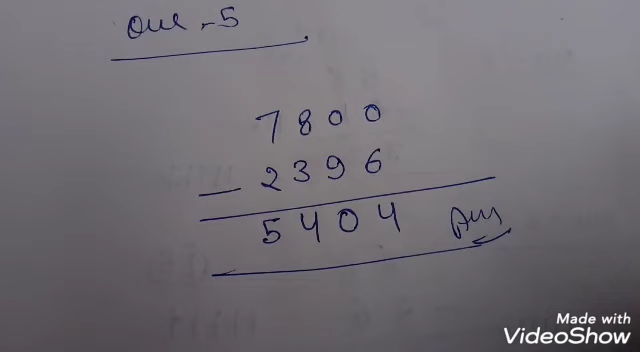 Que - 5
7800
- 2396
5404 Ans
Made with
VideoShow